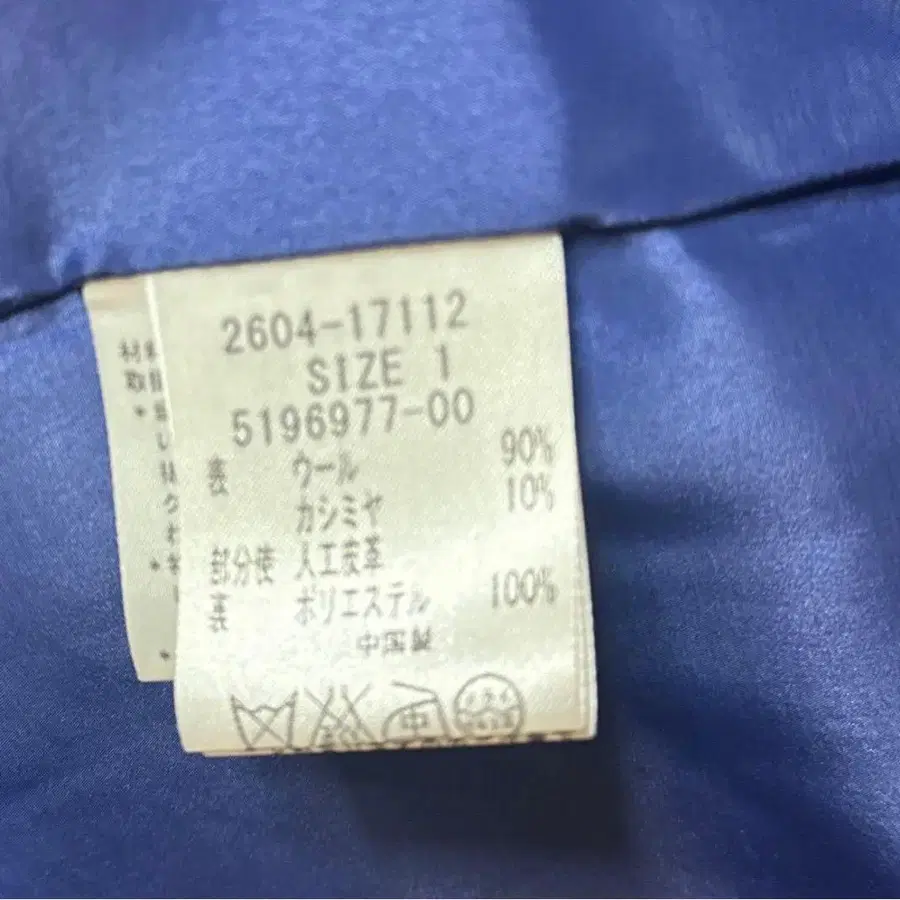 2604-17112
SIZE 1
5196977-00
表 ウール 90%
カシミヤ 10%
部分使 人工皮革
裏 ポリエステル 100%
中国製
中